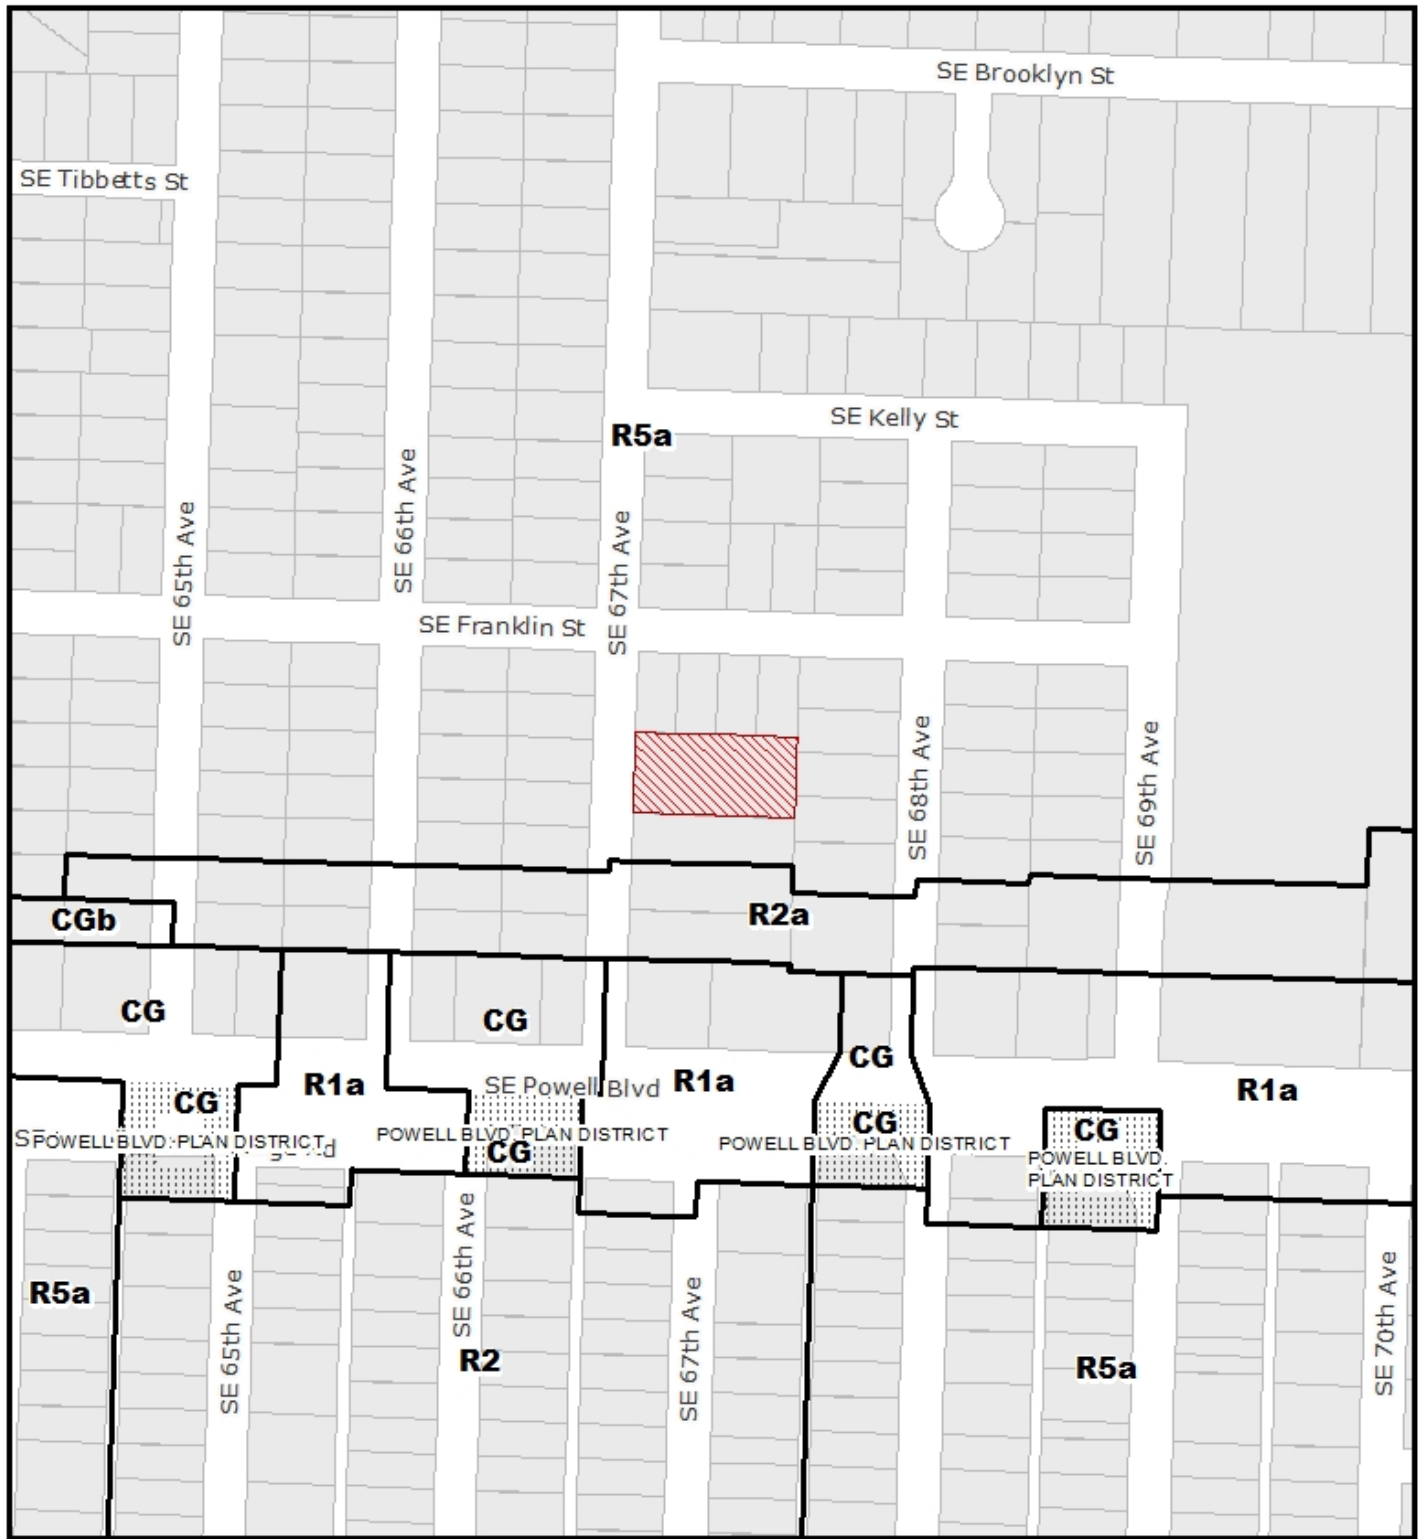 SE Brooklyn St
SE Tibbetts St
SE Kelly St
R5a
SE 65th Ave
SE 66th Ave
SE 67th Ave
SE Franklin St
SE 68th Ave
SE 69th Ave
CGb
R2a
CG
CG
CG
R1a
SE Powell Blvd
R1a
R1a
CG
CG
CG
CG
POWELL BLVD. PLAN DISTRICT
POWELL BLVD. PLAN DISTRICT
POWELL BLVD. PLAN DISTRICT
POWELL BLVD.
PLAN DISTRICT
R5a
SE 65th Ave
SE 66th Ave
R2
SE 67th Ave
R5a
SE 70th Ave